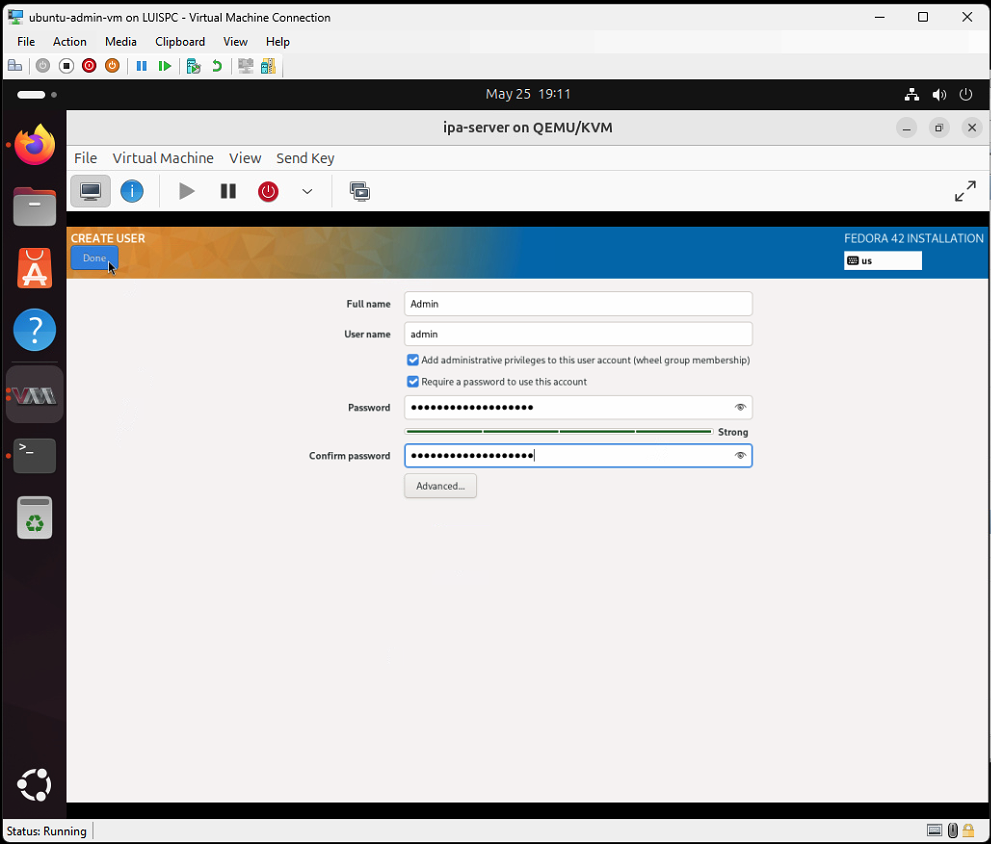 ubuntu-admin-vm on LUISPC - Virtual Machine Connection
File Action Media Clipboard View Help
May 25 19:11
ipa-server on QEMU/KVM
File Virtual Machine View Send Key
CREATE USER
FEDORA 42 INSTALLATION
Done
us
Full name Admin
User name admin
Add administrative privileges to this user account (wheel group membership)
Require a password to use this account
Password •••••••••••••••••••
Strong
Confirm password •••••••••••••••••••
Advanced...
Status: Running